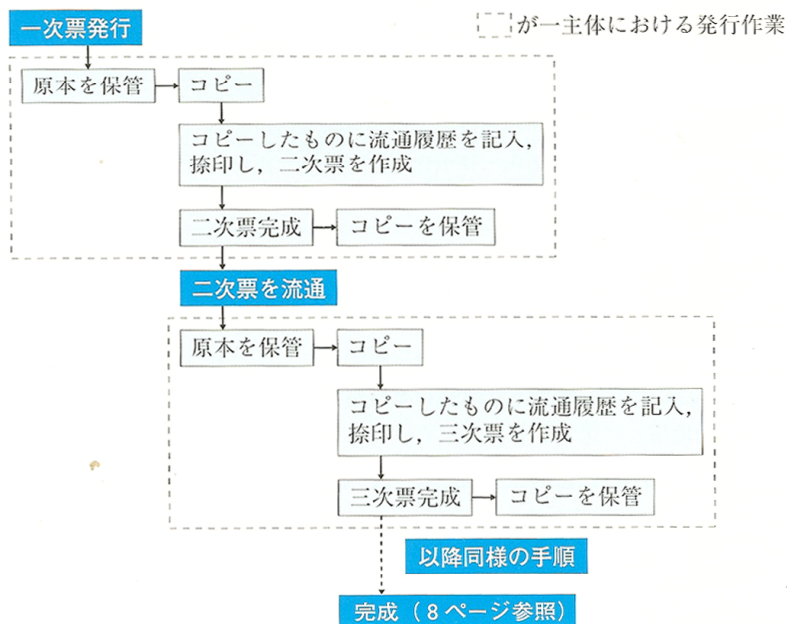 一次票発行
が一主体における発行作業
原本を保管
コピー
コピーしたものに流通履歴を記入，
捺印し，二次票を作成
二次票完成
コピーを保管
二次票を流通
原本を保管
コピー
コピーしたものに流通履歴を記入，
捺印し，三次票を作成
三次票完成
コピーを保管
以降同様の手順
完成（8ページ参照）